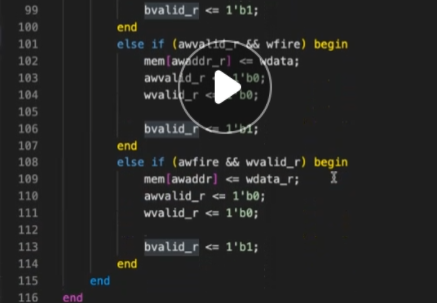 99 bvalid_r <= 1'b1;
100 end
101 else if (awvalid_r && wfire) begin
102 mem[awaddr_r] <= wdata;
103 awvalid_r <= 1'b0;
104 wvalid_r <= 1'b0;
105
106 bvalid_r <= 1'b1;
107 end
108 else if (awfire && wvalid_r) begin
109 mem[awaddr] <= wdata_r;
110 awvalid_r <= 1'b0;
111 wvalid_r <= 1'b0;
112
113 bvalid_r <= 1'b1;
114 end
115 end
116 end